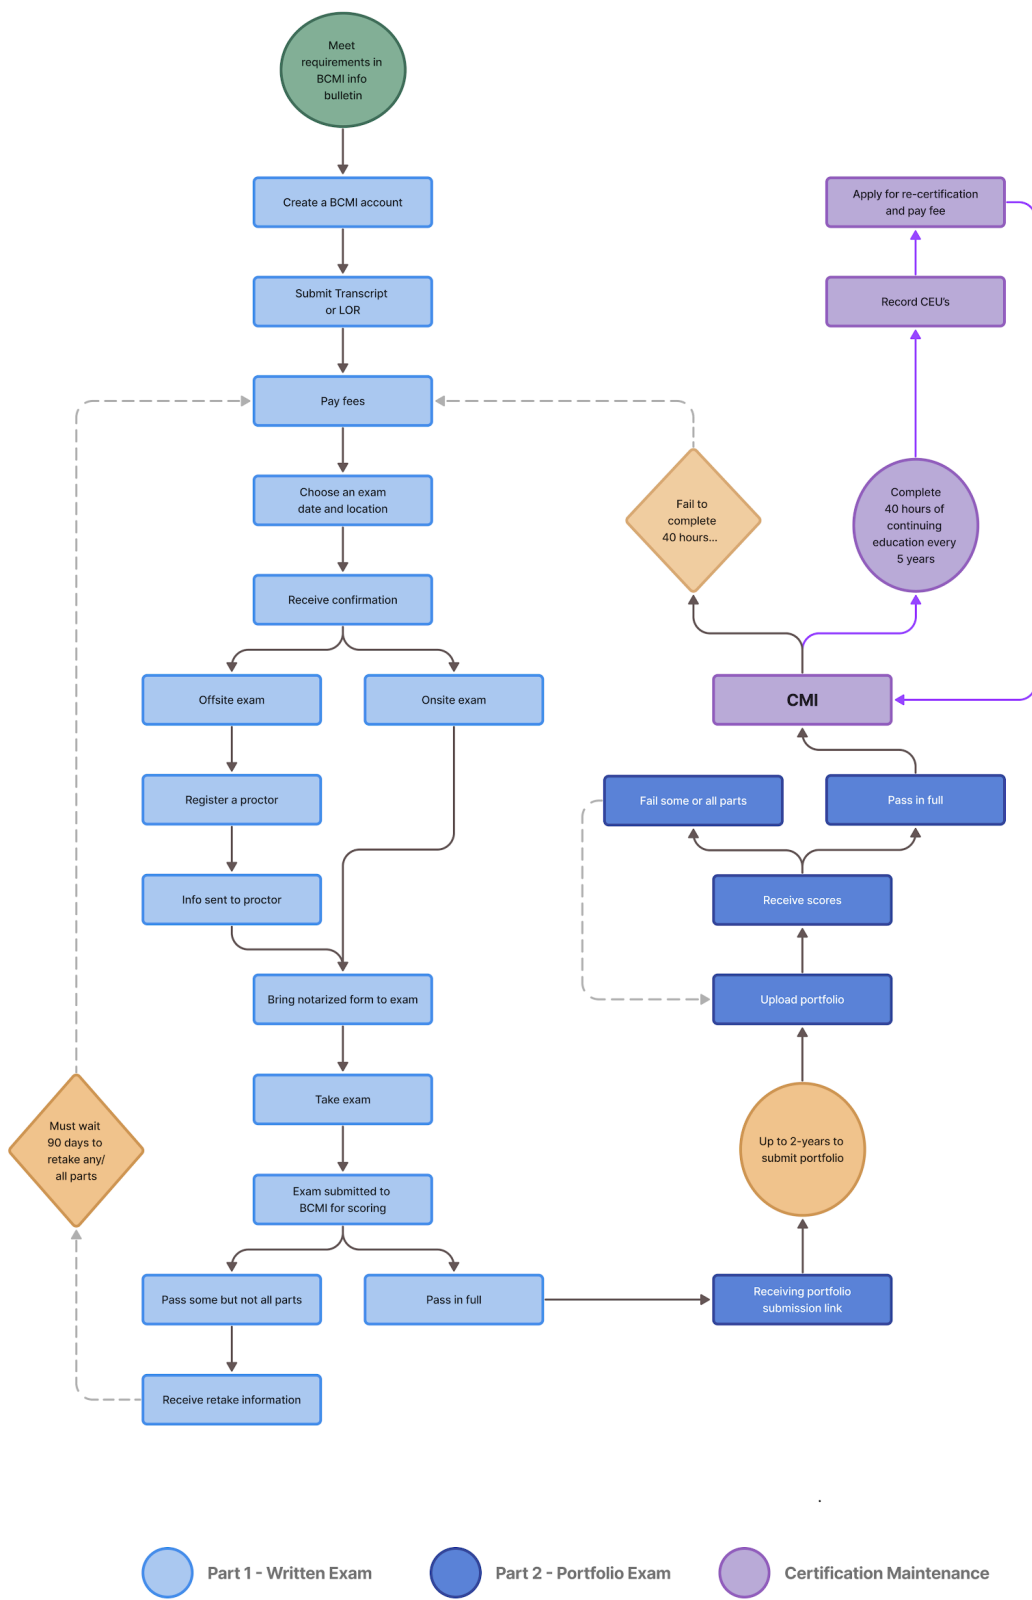 Meet
requirements in
BCMI info
bulletin
Create a BCMI account
Submit Transcript
or LOR
Pay fees
Choose an exam
date and location
Receive confirmation
Offsite exam
Onsite exam
Register a proctor
Info sent to proctor
Bring notarized form to exam
Take exam
Exam submitted to
BCMI for scoring
Pass some but not all parts
Pass in full
Receive retake information
Must wait
90 days to
retake any/
all parts
Receiving portfolio
submission link
Up to 2-years to
submit portfolio
Upload portfolio
Receive scores
Fail some or all parts
Pass in full
CMI
Fail to
complete
40 hours...
Complete
40 hours of
continuing
education every
5 years
Record CEU's
Apply for re-certification
and pay fee
.
Part 1 - Written Exam
Part 2 - Portfolio Exam
Certification Maintenance